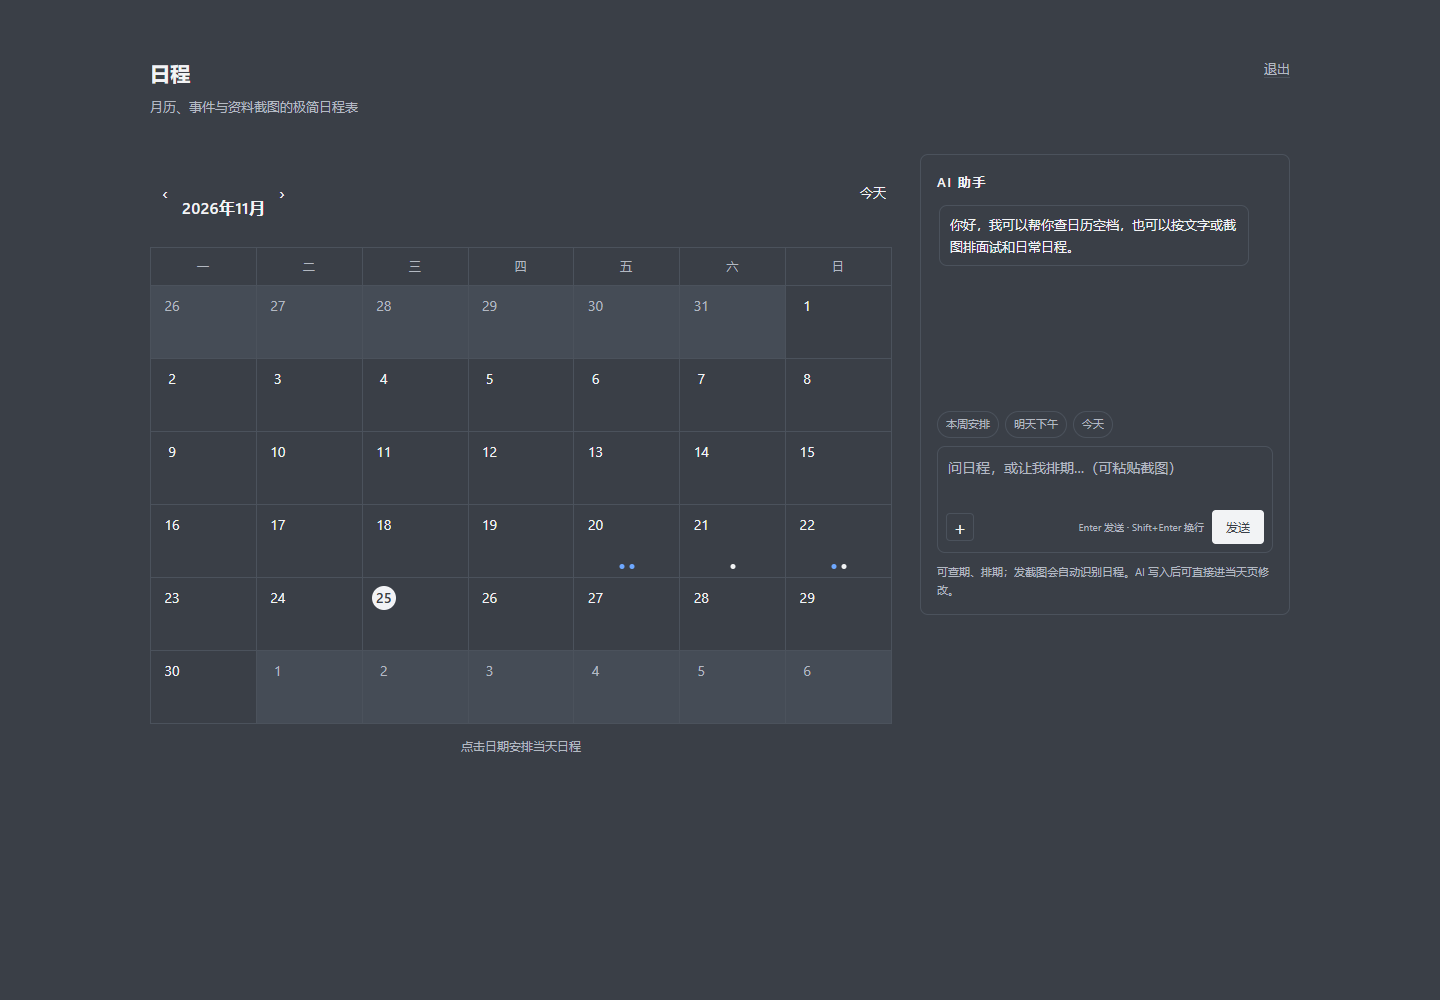 日程
退出
月历、事件与资料截图的极简日程表
‹ 2026年11月 ›
今天
一 二 三 四 五 六 日
26 27 28 29 30 31 1
2 3 4 5 6 7 8
9 10 11 12 13 14 15
16 17 18 19 20 21 22
23 24 25 26 27 28 29
30 1 2 3 4 5 6
点击日期安排当天日程
AI 助手
你好，我可以帮你查日历空档，也可以按文字或截
图排面试和日常日程。
本周安排 明天下午 今天
问日程，或让我排期...（可粘贴截图）
+ Enter 发送 · Shift+Enter 换行 发送
可查期、排期；发截图会自动识别日程。AI 写入后可直接进当天页修
改。